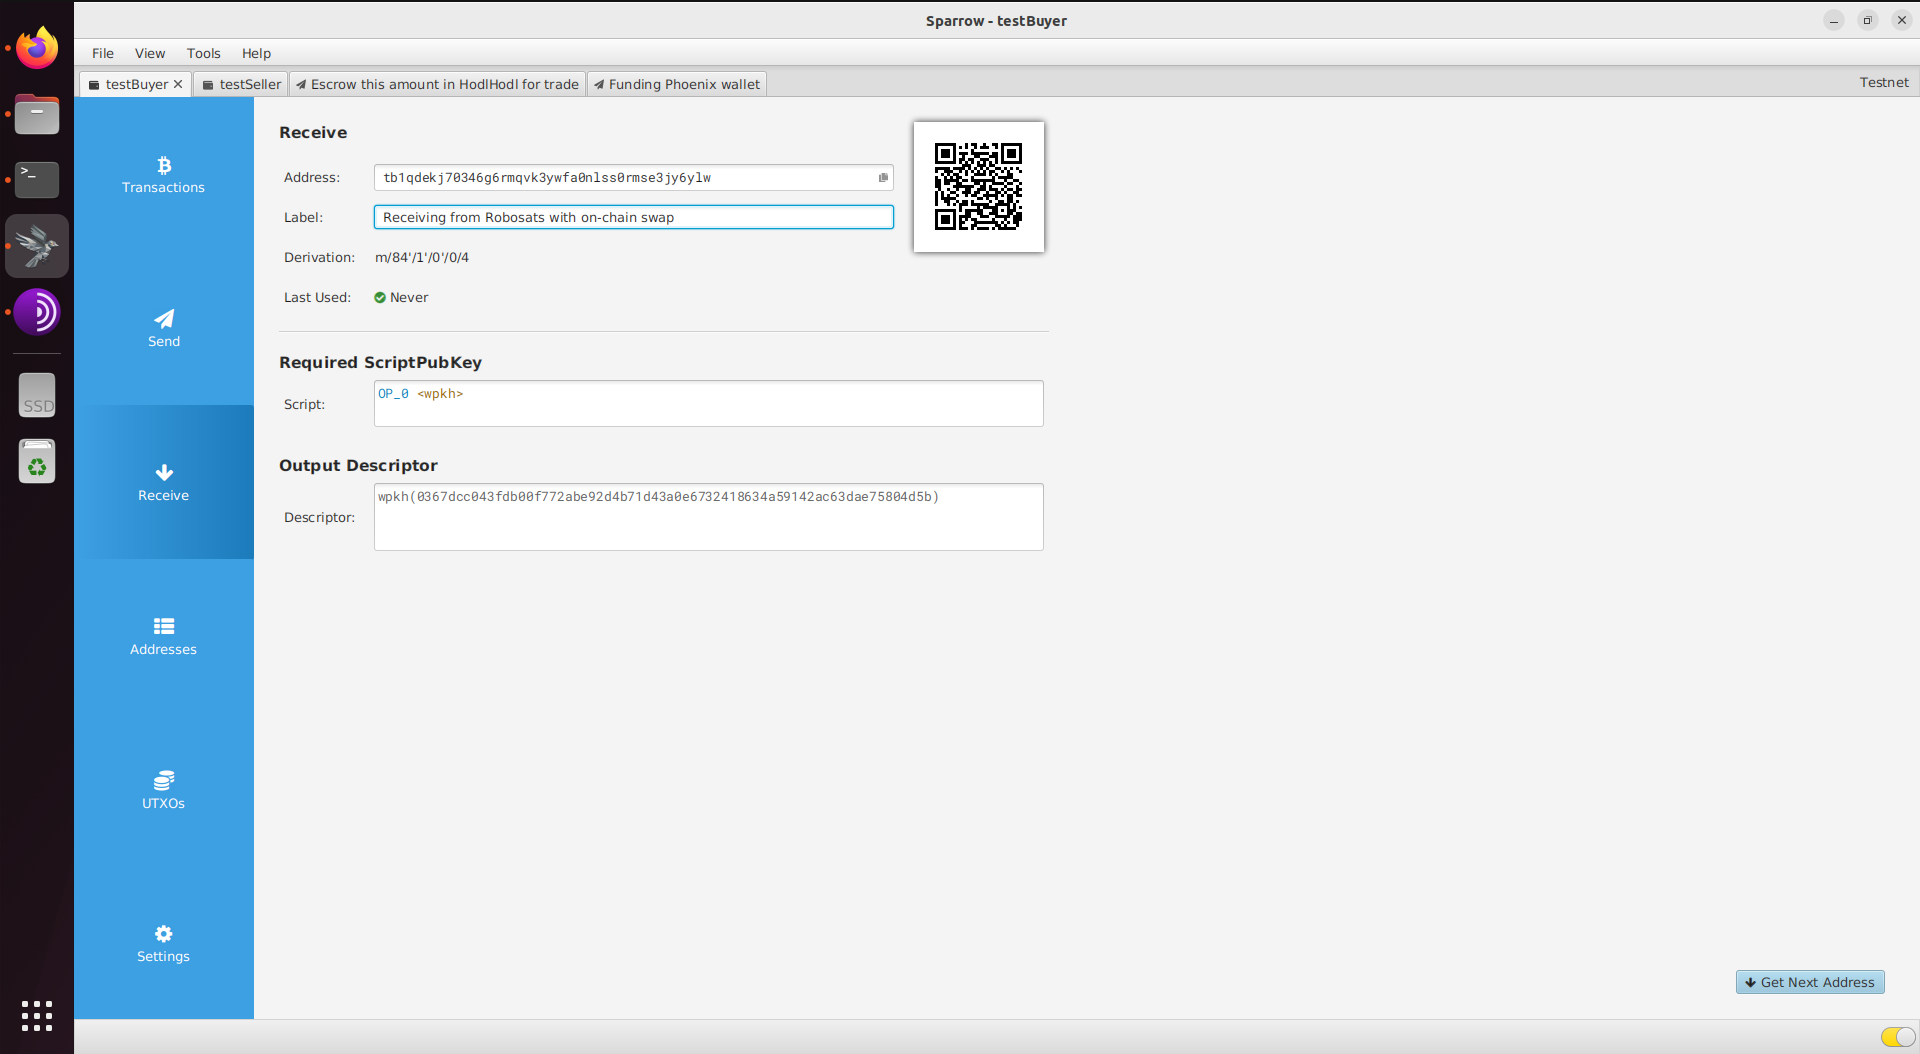 Sparrow - testBuyer
File View Tools Help
testBuyer testSeller Escrow this amount in HodlHodl for trade Funding Phoenix wallet Testnet
Transactions
Send
Receive
Addresses
UTXOs
Settings
Receive
Address: tb1qdekj70346g6rmqvk3ywfa0nlss0rmse3jy6ylw
Label: Receiving from Robosats with on-chain swap
Derivation: m/84'/1'/0'/0/4
Last Used: Never
Required ScriptPubKey
Script: OP_0 <wpkh>
Output Descriptor
Descriptor: wpkh(0367dcc043fdb00f772abe92d4b71d43a0e6732418634a59142ac63dae75804d5b)
Get Next Address
SSD
>_